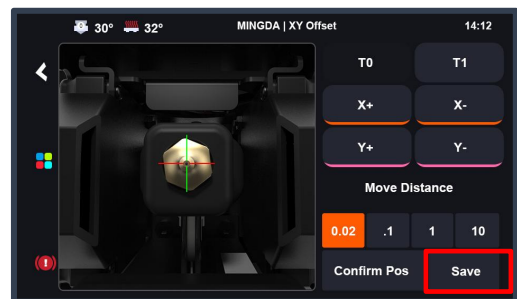 30° 32° MINGDA | XY Offset 14:12
T0 T1
X+ X-
Y+ Y-
Move Distance
0.02 .1 1 10
Confirm Pos Save